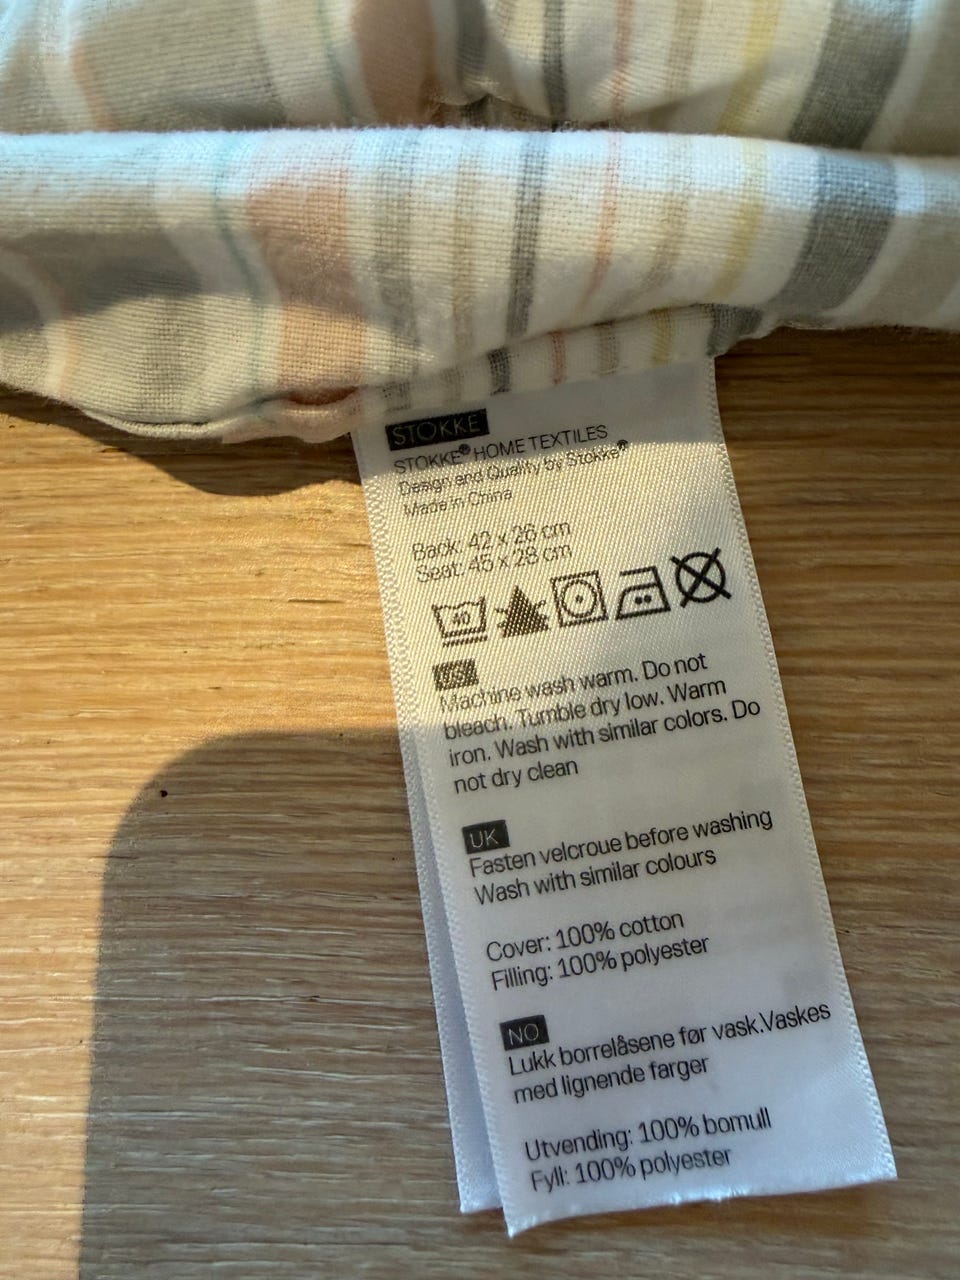 STOKKE
STOKKE® HOME TEXTILES
Design and Quality by Stokke®
Made in China
Back: 42 x 26 cm
Seat: 45 x 28 cm
40
US
Machine wash warm. Do not
bleach. Tumble dry low. Warm
iron. Wash with similar colors. Do
not dry clean
UK
Fasten velcroue before washing
Wash with similar colours
Cover: 100% cotton
Filling: 100% polyester
NO
Lukk borrelåsene før vask.Vaskes
med lignende farger
Utvending: 100% bomull
Fyll: 100% polyester